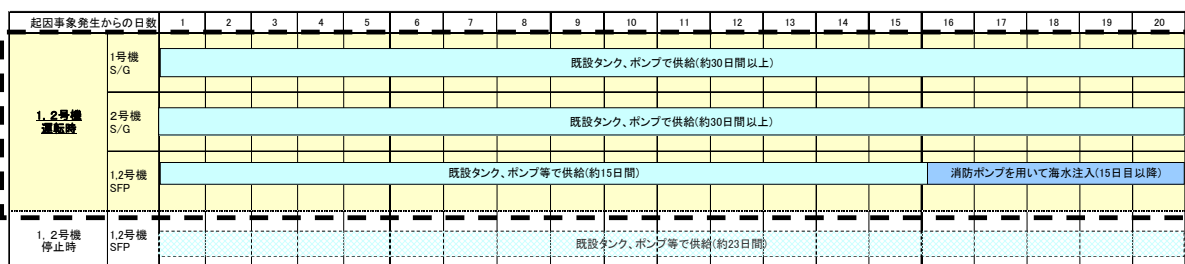 起因事象発生からの日数 1 2 3 4 5 6 7 8 9 10 11 12 13 14 15 16 17 18 19 20
1号機
S/G
既設タンク、ポンプで供給(約30日間以上)
1, 2号機
運転時
2号機
S/G
既設タンク、ポンプで供給(約30日間以上)
1,2号機
SFP
既設タンク、ポンプ等で供給(約15日間)
消防ポンプを用いて海水注入(15日目以降)
1, 2号機
停止時
1,2号機
SFP
既設タンク、ポンプ等で供給(約23日間)